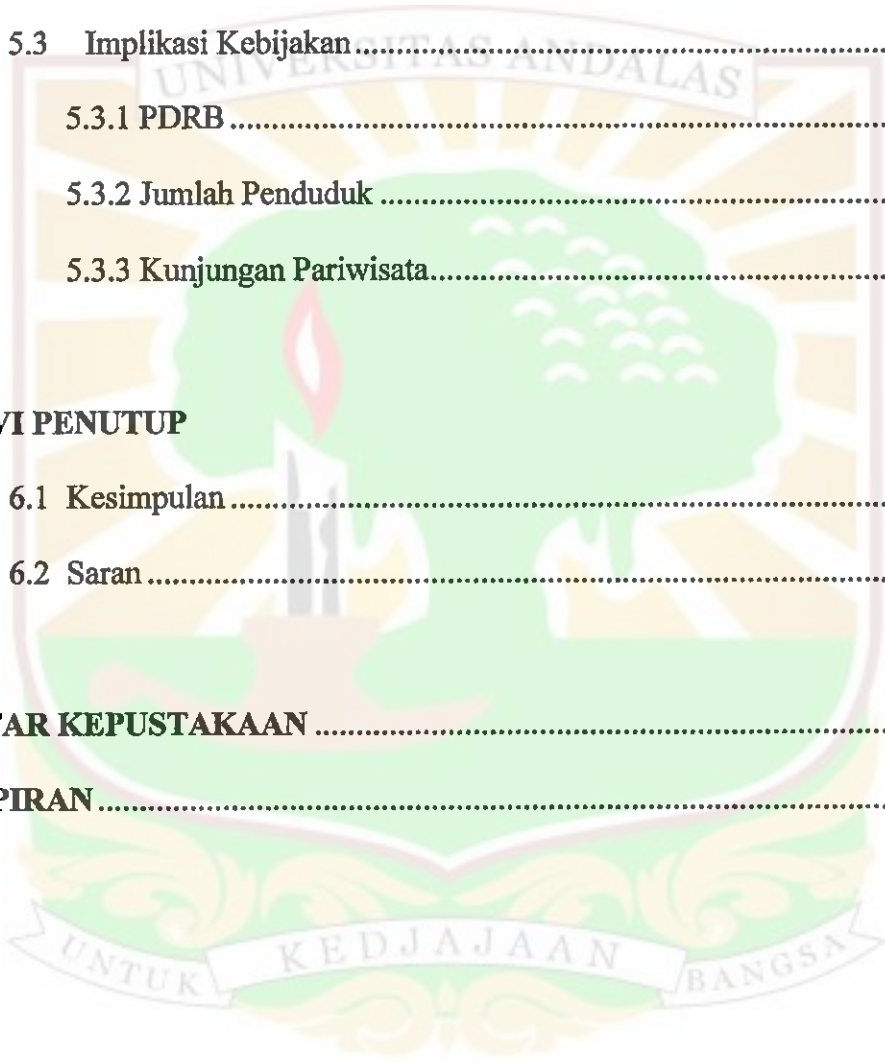 UNIVERSITAS ANDALAS
5.3 Implikasi Kebijakan
5.3.1 PDRB
5.3.2 Jumlah Penduduk
5.3.3 Kunjungan Pariwisata
VI PENUTUP
6.1 Kesimpulan
6.2 Saran
TAR KEPUSTAKAAN
PIRAN
UNTUK KEDJAJAAN BANGSA